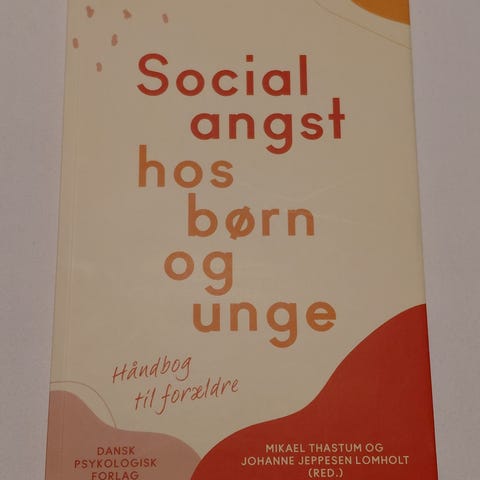 Social
angst
hos
børn
og
unge
Håndbog
til forældre
DANSK
PSYKOLOGISK
FORLAG
MIKAEL THASTUM OG
JOHANNE JEPPESEN LOMHOLT
(RED.)